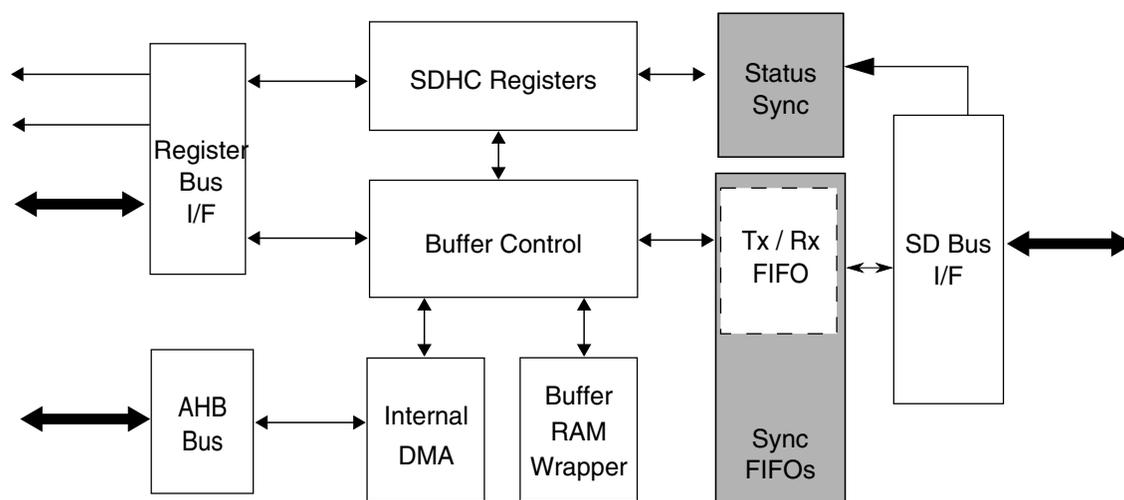 SDHC Registers
Status
Sync
Register
Bus
I/F
Buffer Control
Tx / Rx
FIFO
SD Bus
I/F
AHB
Bus
Internal
DMA
Buffer
RAM
Wrapper
Sync
FIFOs